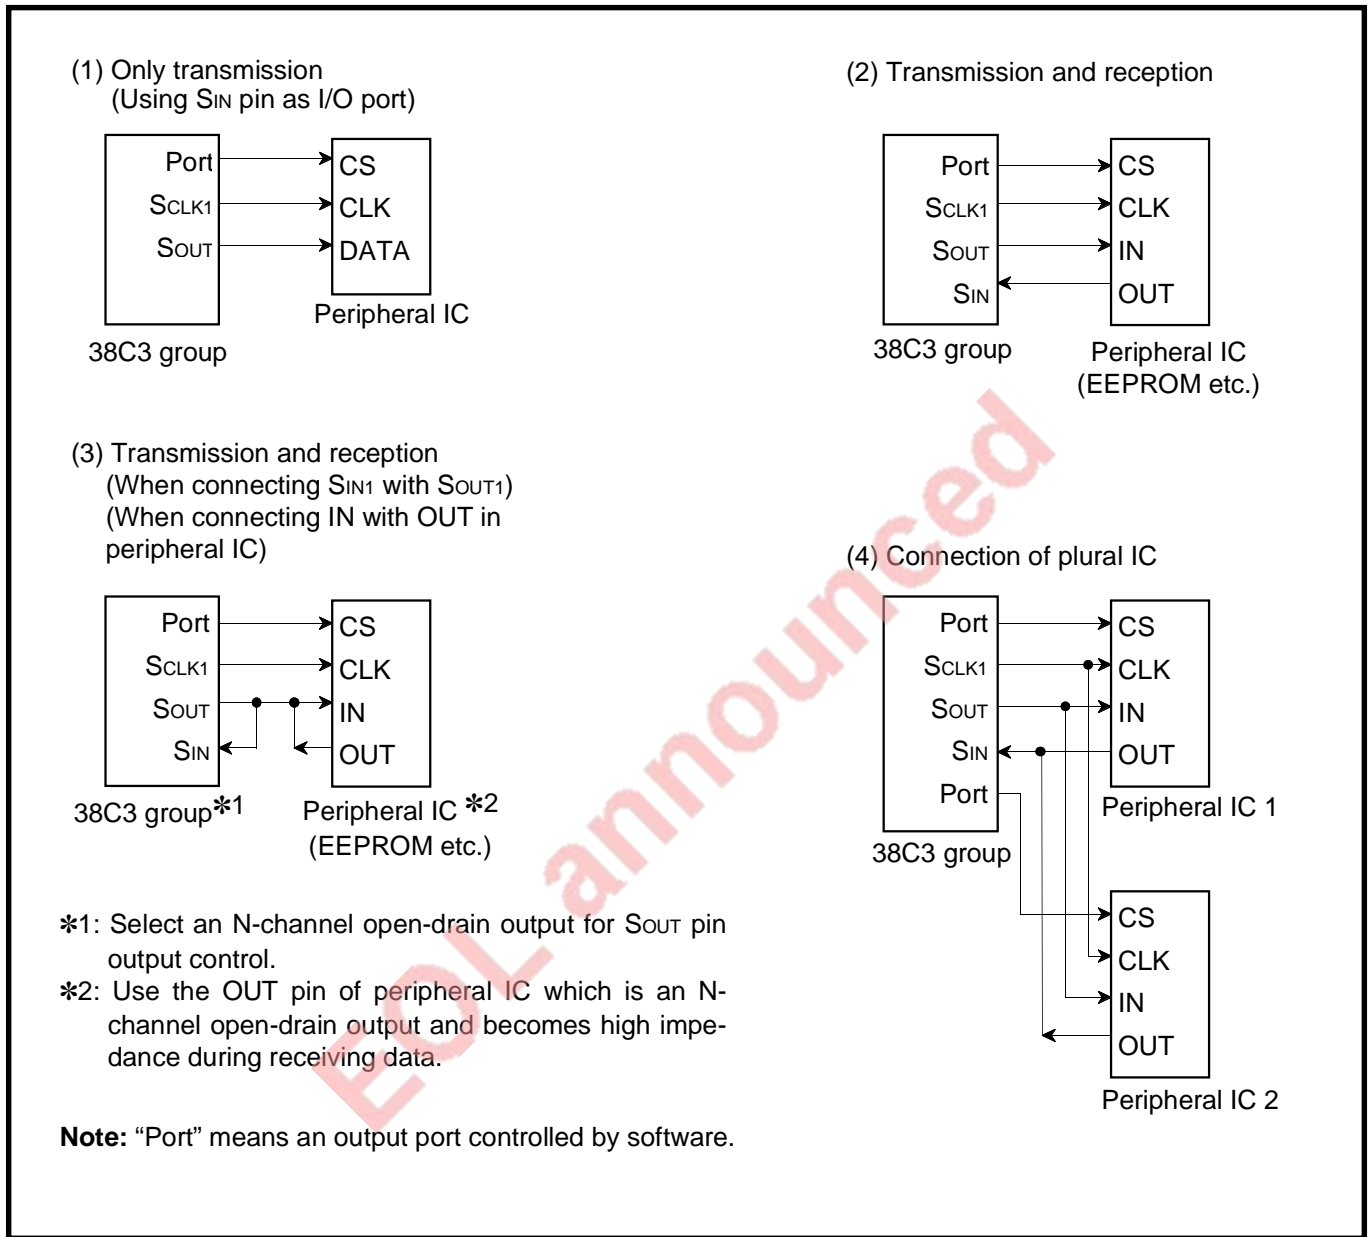 (1) Only transmission
(Using SIN pin as I/O port)
Port
SCLK1
SOUT
CS
CLK
DATA
Peripheral IC
38C3 group
(2) Transmission and reception
Port
SCLK1
SOUT
SIN
CS
CLK
IN
OUT
38C3 group
Peripheral IC
(EEPROM etc.)
(3) Transmission and reception
(When connecting SIN1 with SOUT1)
(When connecting IN with OUT in
peripheral IC)
Port
SCLK1
SOUT
SIN
CS
CLK
IN
OUT
38C3 group✽1
Peripheral IC ✽2
(EEPROM etc.)
✽1: Select an N-channel open-drain output for SOUT pin
output control.
✽2: Use the OUT pin of peripheral IC which is an N-
channel open-drain output and becomes high impe-
dance during receiving data.
Note: “Port” means an output port controlled by software.
(4) Connection of plural IC
Port
SCLK1
SOUT
SIN
Port
38C3 group
CS
CLK
IN
OUT
Peripheral IC 1
CS
CLK
IN
OUT
Peripheral IC 2
EOL announced